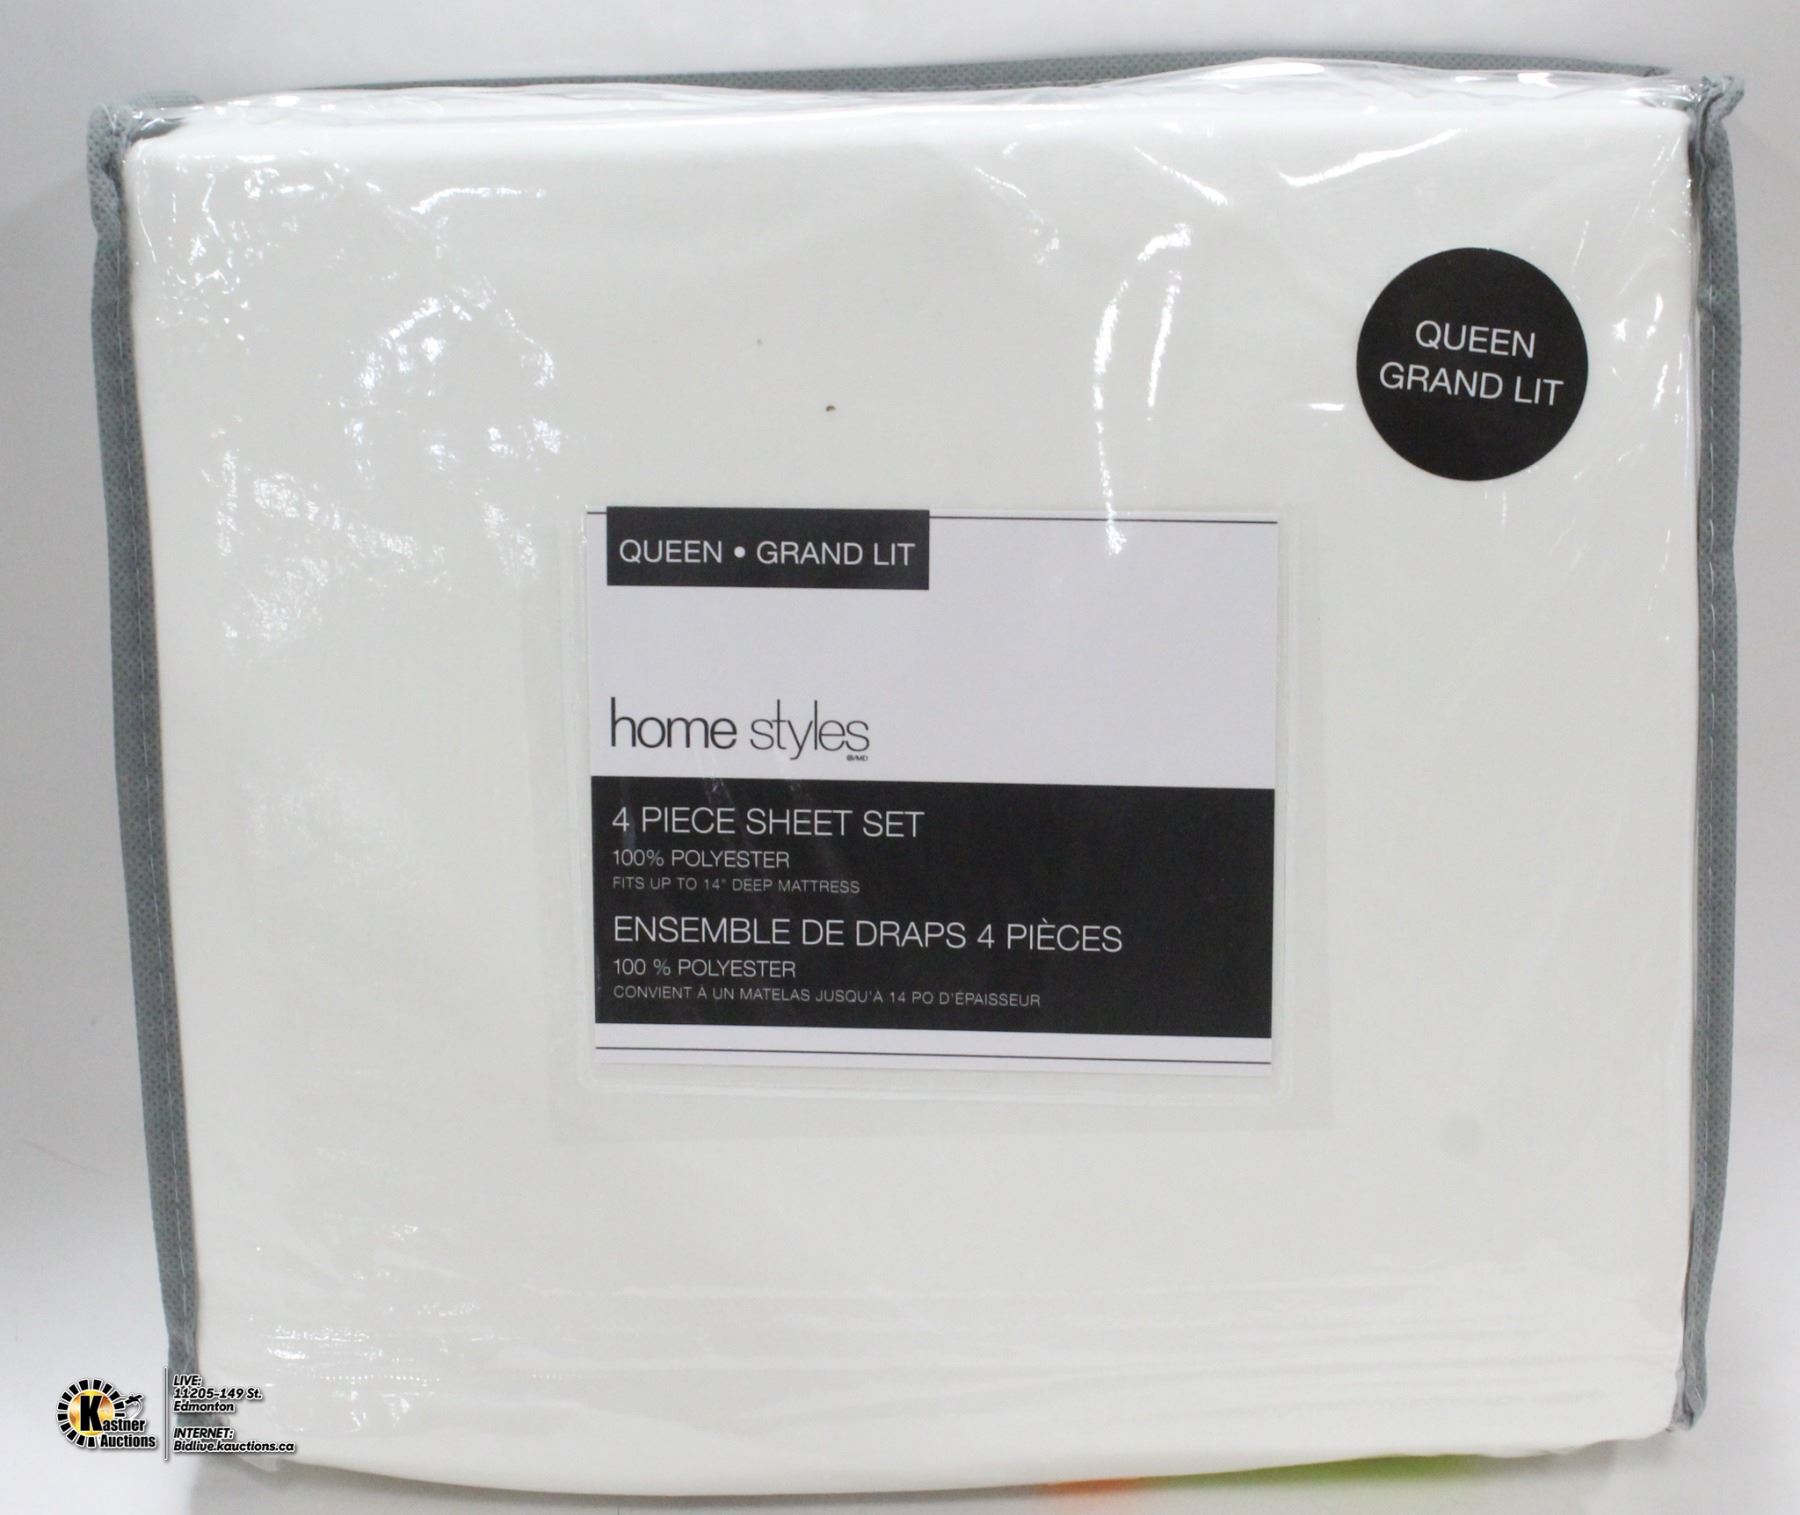 QUEEN
GRAND LIT
QUEEN • GRAND LIT
home styles
®/MD
4 PIECE SHEET SET
100% POLYESTER
FITS UP TO 14" DEEP MATTRESS
ENSEMBLE DE DRAPS 4 PIÈCES
100 % POLYESTER
CONVIENT À UN MATELAS JUSQU'À 14 PO D'ÉPAISSEUR
Kastner
Auctions
LIVE:
11205-149 St.
Edmonton
INTERNET:
Bidlive.kauctions.ca